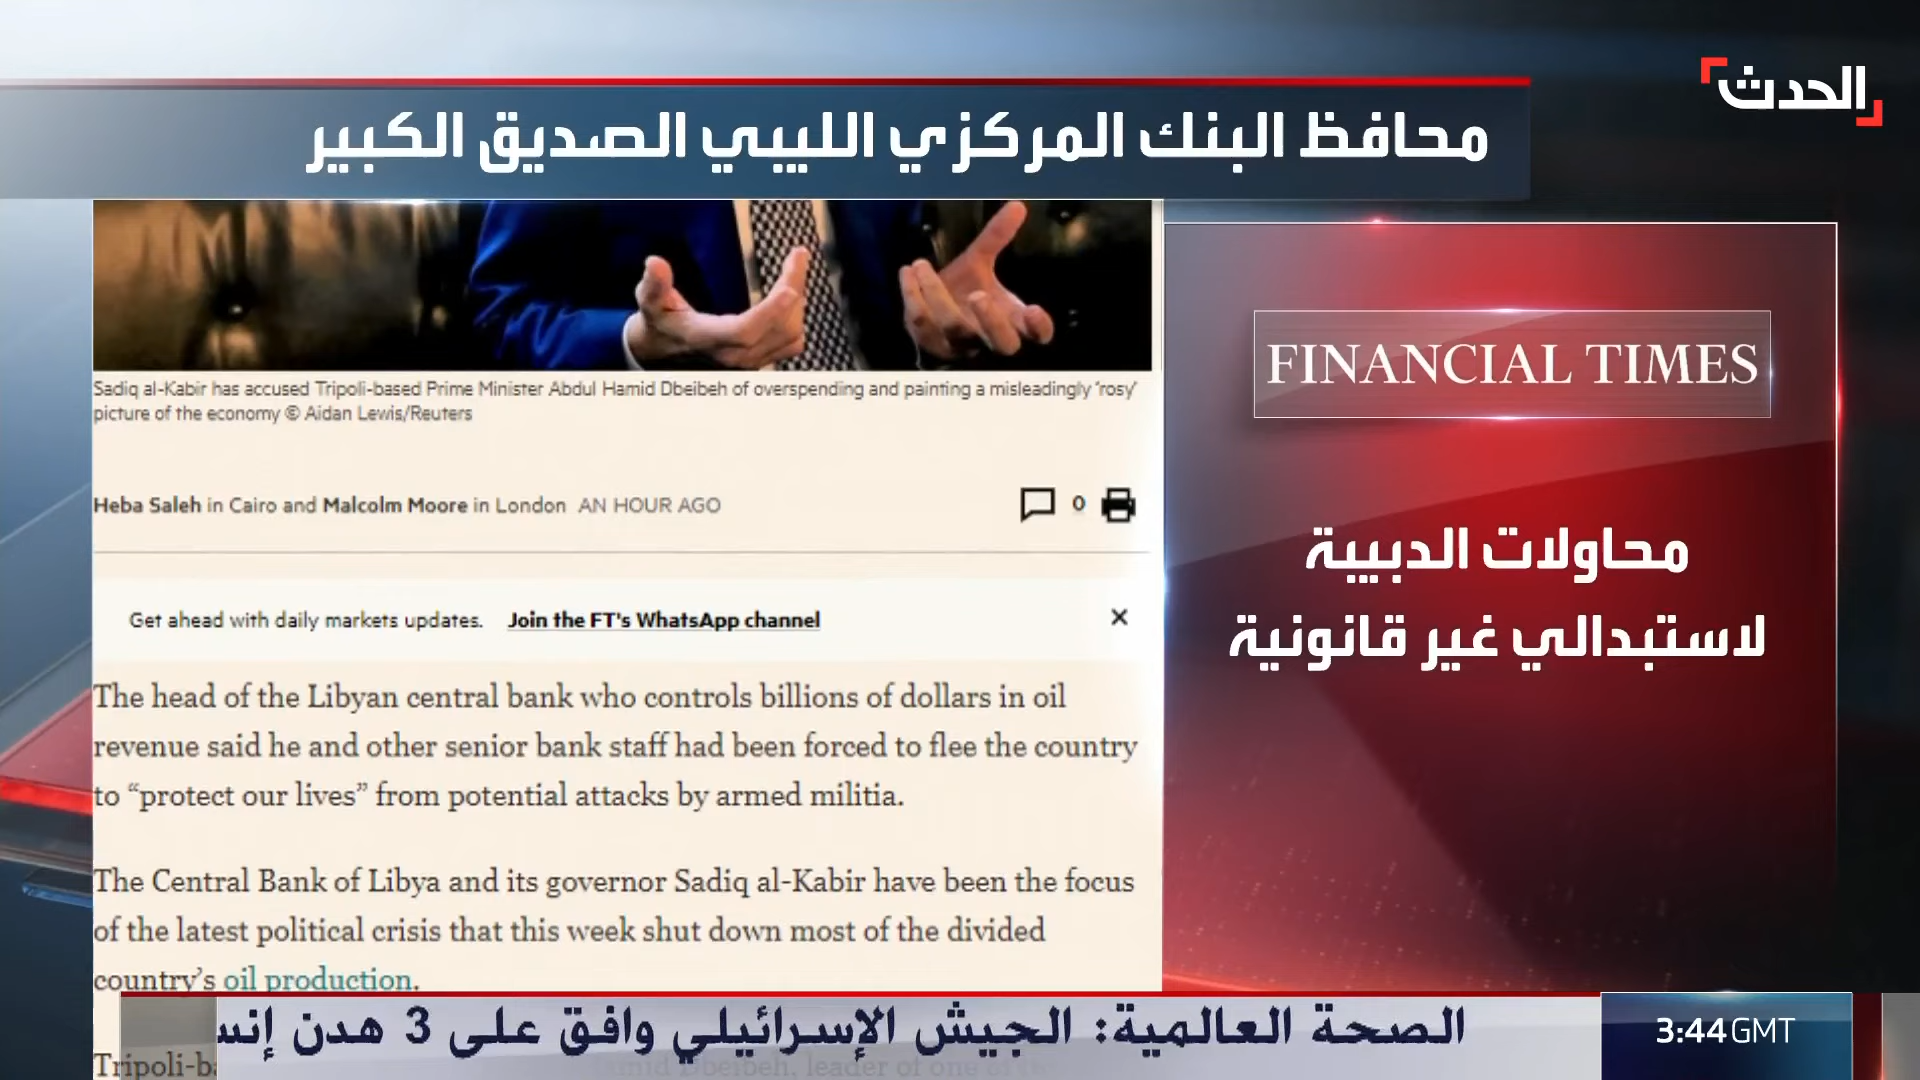 الحدث
محافظ البنك المركزي الليبي الصديق الكبير
FINANCIAL TIMES
محاولات الدبيبة
لاستبدالي غير قانونية
Sadiq al-Kabir has accused Tripoli-based Prime Minister Abdul Hamid Dbeibeh of overspending and painting a misleadingly 'rosy'
picture of the economy © Aidan Lewis/Reuters
Heba Saleh in Cairo and Malcolm Moore in London AN HOUR AGO
0
Get ahead with daily markets updates. Join the FT's WhatsApp channel
The head of the Libyan central bank who controls billions of dollars in oil
revenue said he and other senior bank staff had been forced to flee the country
to “protect our lives” from potential attacks by armed militia.
The Central Bank of Libya and its governor Sadiq al-Kabir have been the focus
of the latest political crisis that this week shut down most of the divided
country’s oil production.
الصحة العالمية: الجيش الإسرائيلي وافق على 3 هدن
3:44 GMT